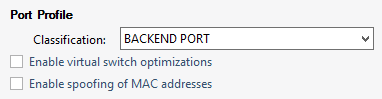 Port Profile
Classification: BACKEND PORT
Enable virtual switch optimizations
Enable spoofing of MAC addresses